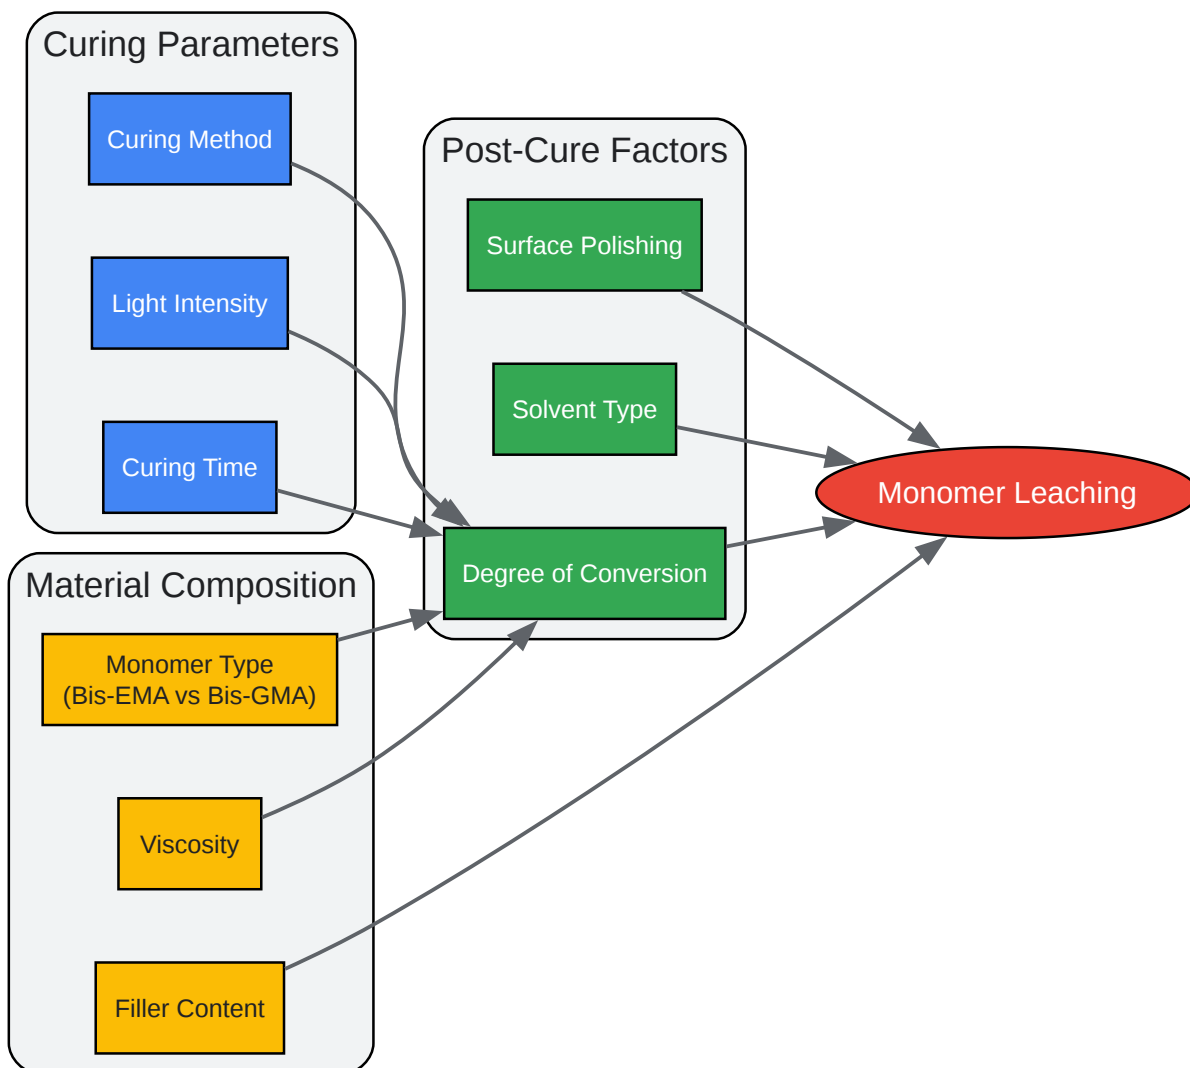 Curing Parameters
Curing Method
Light Intensity
Curing Time
Post-Cure Factors
Surface Polishing
Solvent Type
Degree of Conversion
Monomer Leaching
Material Composition
Monomer Type
(Bis-EMA vs Bis-GMA)
Viscosity
Filler Content